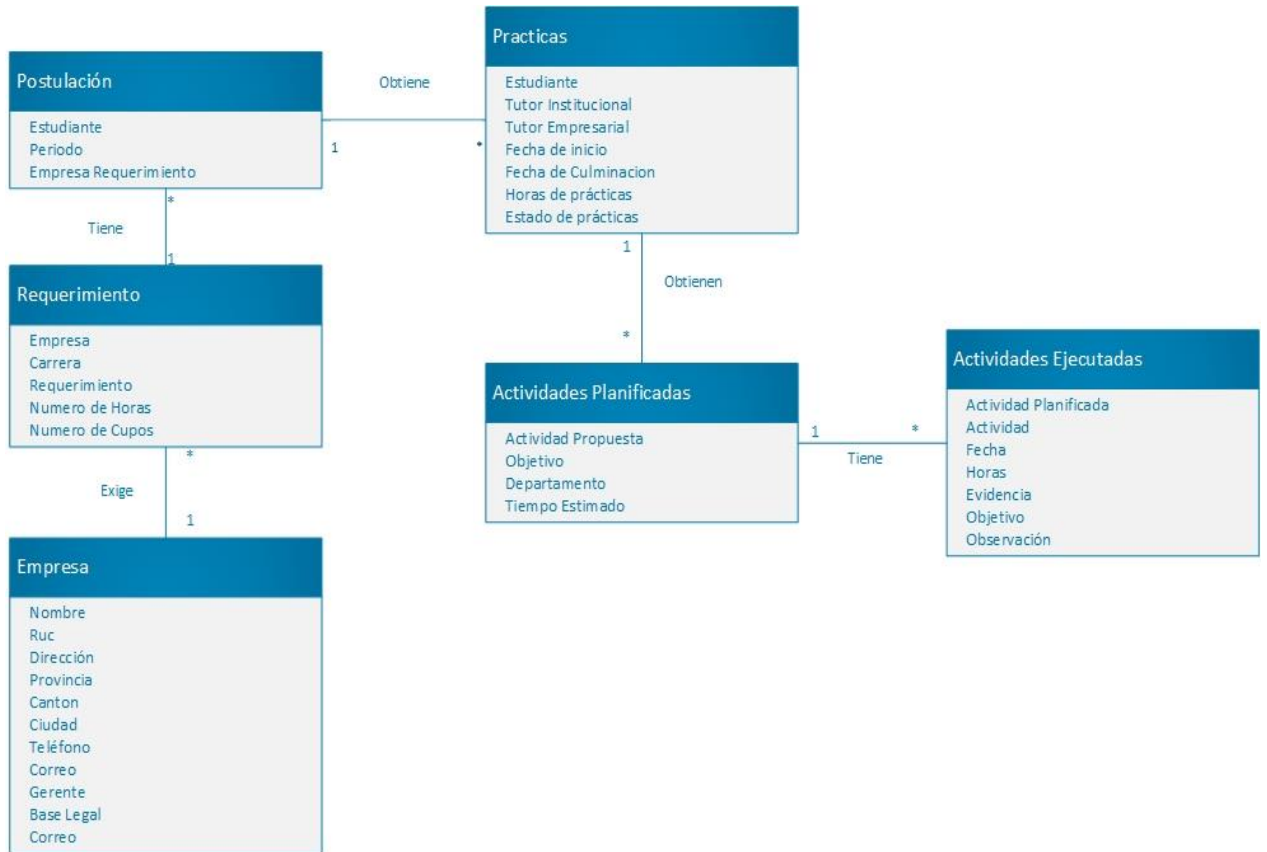 Postulación
Estudiante
Periodo
Empresa Requerimiento
Obtiene
1
*
Practicas
Estudiante
Tutor Institucional
Tutor Empresarial
Fecha de inicio
Fecha de Culminacion
Horas de prácticas
Estado de prácticas
*
Tiene
1
Requerimiento
Empresa
Carrera
Requerimiento
Numero de Horas
Numero de Cupos
*
Exige
1
Empresa
Nombre
Ruc
Dirección
Provincia
Canton
Ciudad
Teléfono
Correo
Gerente
Base Legal
Correo
1
Obtienen
*
Actividades Planificadas
Actividad Propuesta
Objetivo
Departamento
Tiempo Estimado
1
*
Tiene
Actividades Ejecutadas
Actividad Planificada
Actividad
Fecha
Horas
Evidencia
Objetivo
Observación